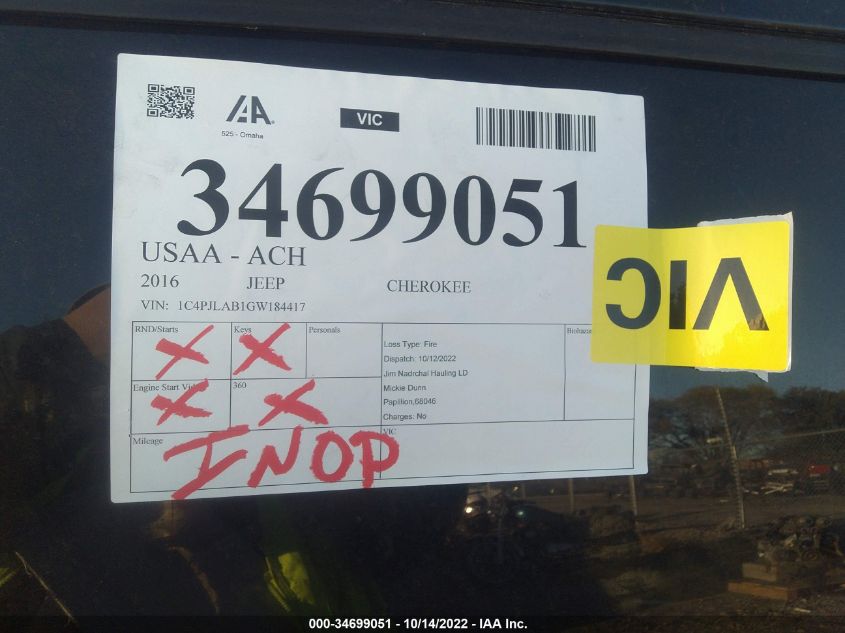 IAA
525 - Omaha
VIC
34699051
USAA - ACH
2016 JEEP CHEROKEE
VIN: 1C4PJLAB1GW184417
RND/Starts
Keys
Personals
Engine Start Vid
360
Mileage
INOP
Loss Type: Fire
Dispatch: 10/12/2022
Jim Nadrchal Hauling LD
Mickie Dunn
Papillion,68046
Charges: No
VIC
Biohazar
VIC
000-34699051 - 10/14/2022 - IAA Inc.